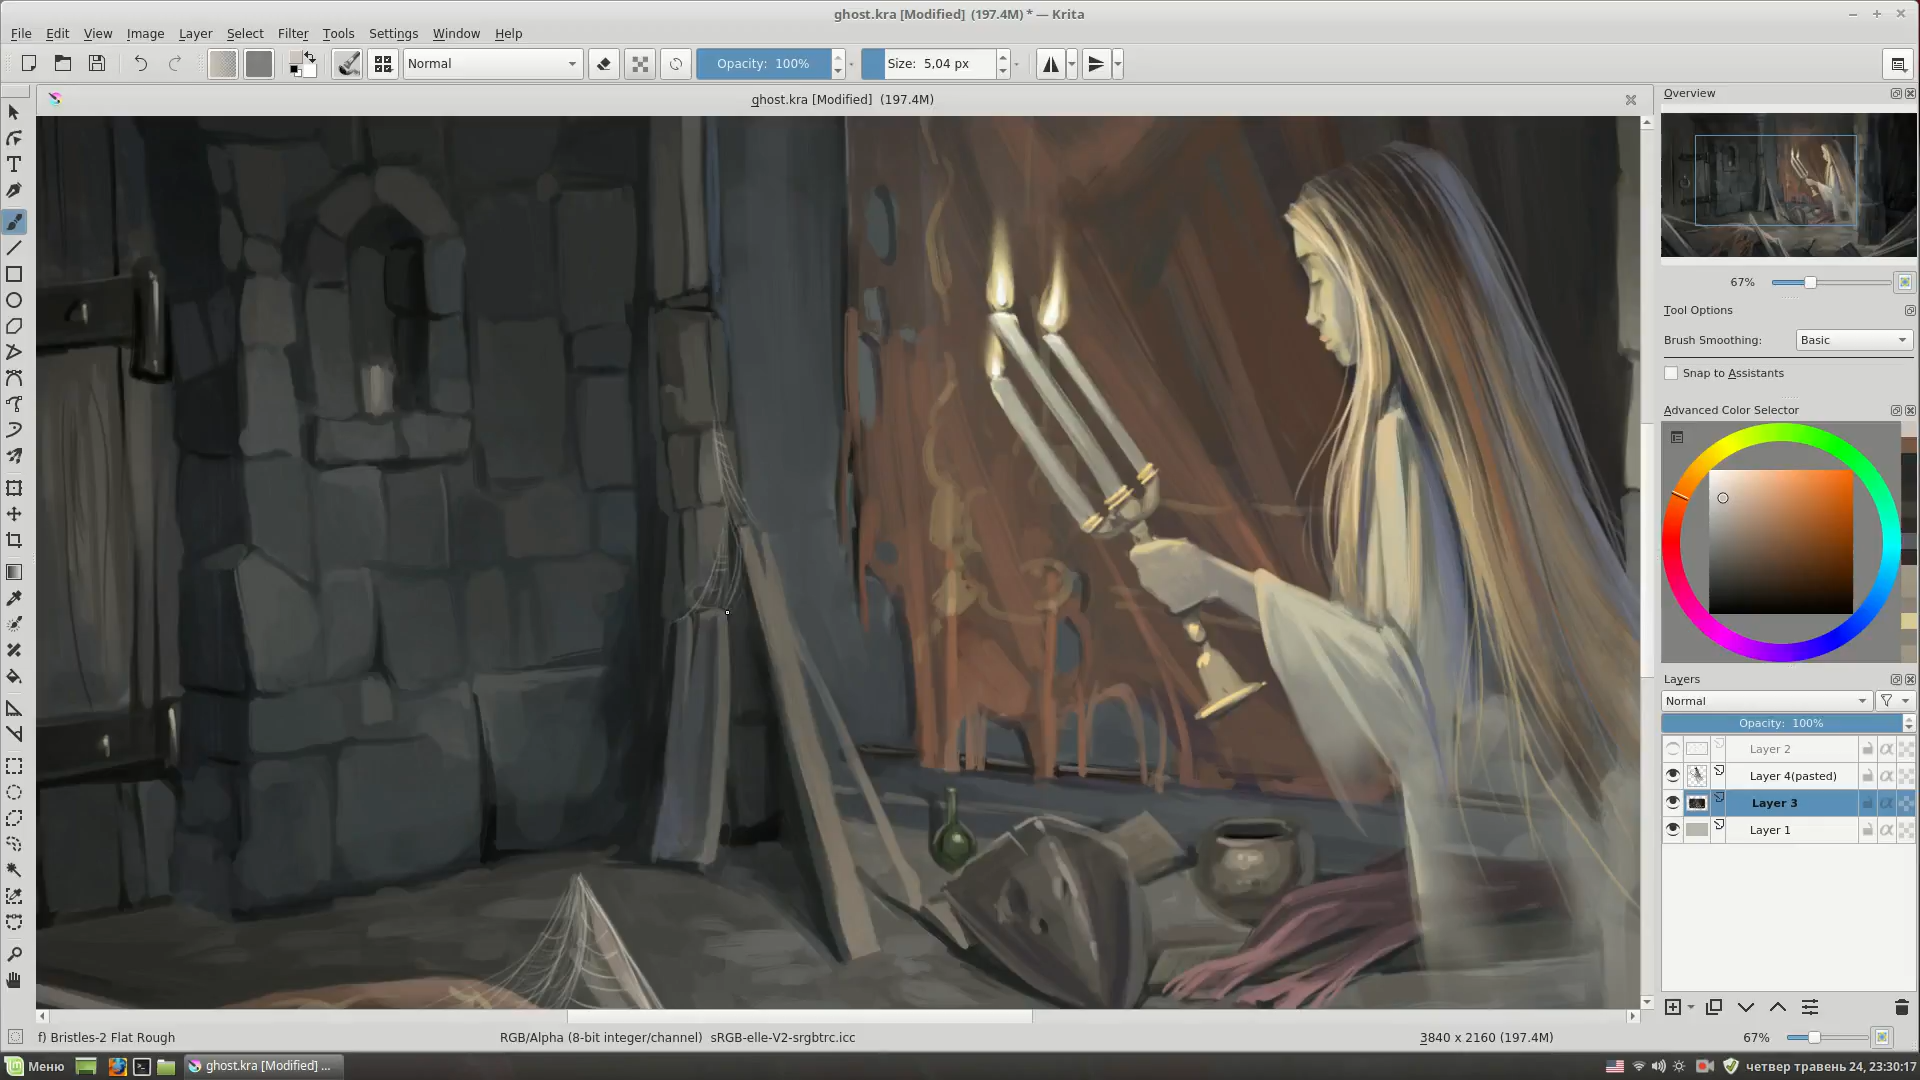 ghost.kra [Modified] (197.4M) * — Krita
File Edit View Image Layer Select Filter Tools Settings Window Help
Normal Opacity: 100% Size: 5,04 px
ghost.kra [Modified] (197.4M)
Overview
67%
Tool Options
Brush Smoothing: Basic
Snap to Assistants
Advanced Color Selector
Layers
Normal
Opacity: 100%
Layer 2
Layer 4(pasted)
Layer 3
Layer 1
f) Bristles-2 Flat Rough RGB/Alpha (8-bit integer/channel) sRGB-elle-V2-srgbtrc.icc 3840 x 2160 (197.4M) 67%
Меню ghost.kra [Modified] ... четвер травень 24, 23:30:17